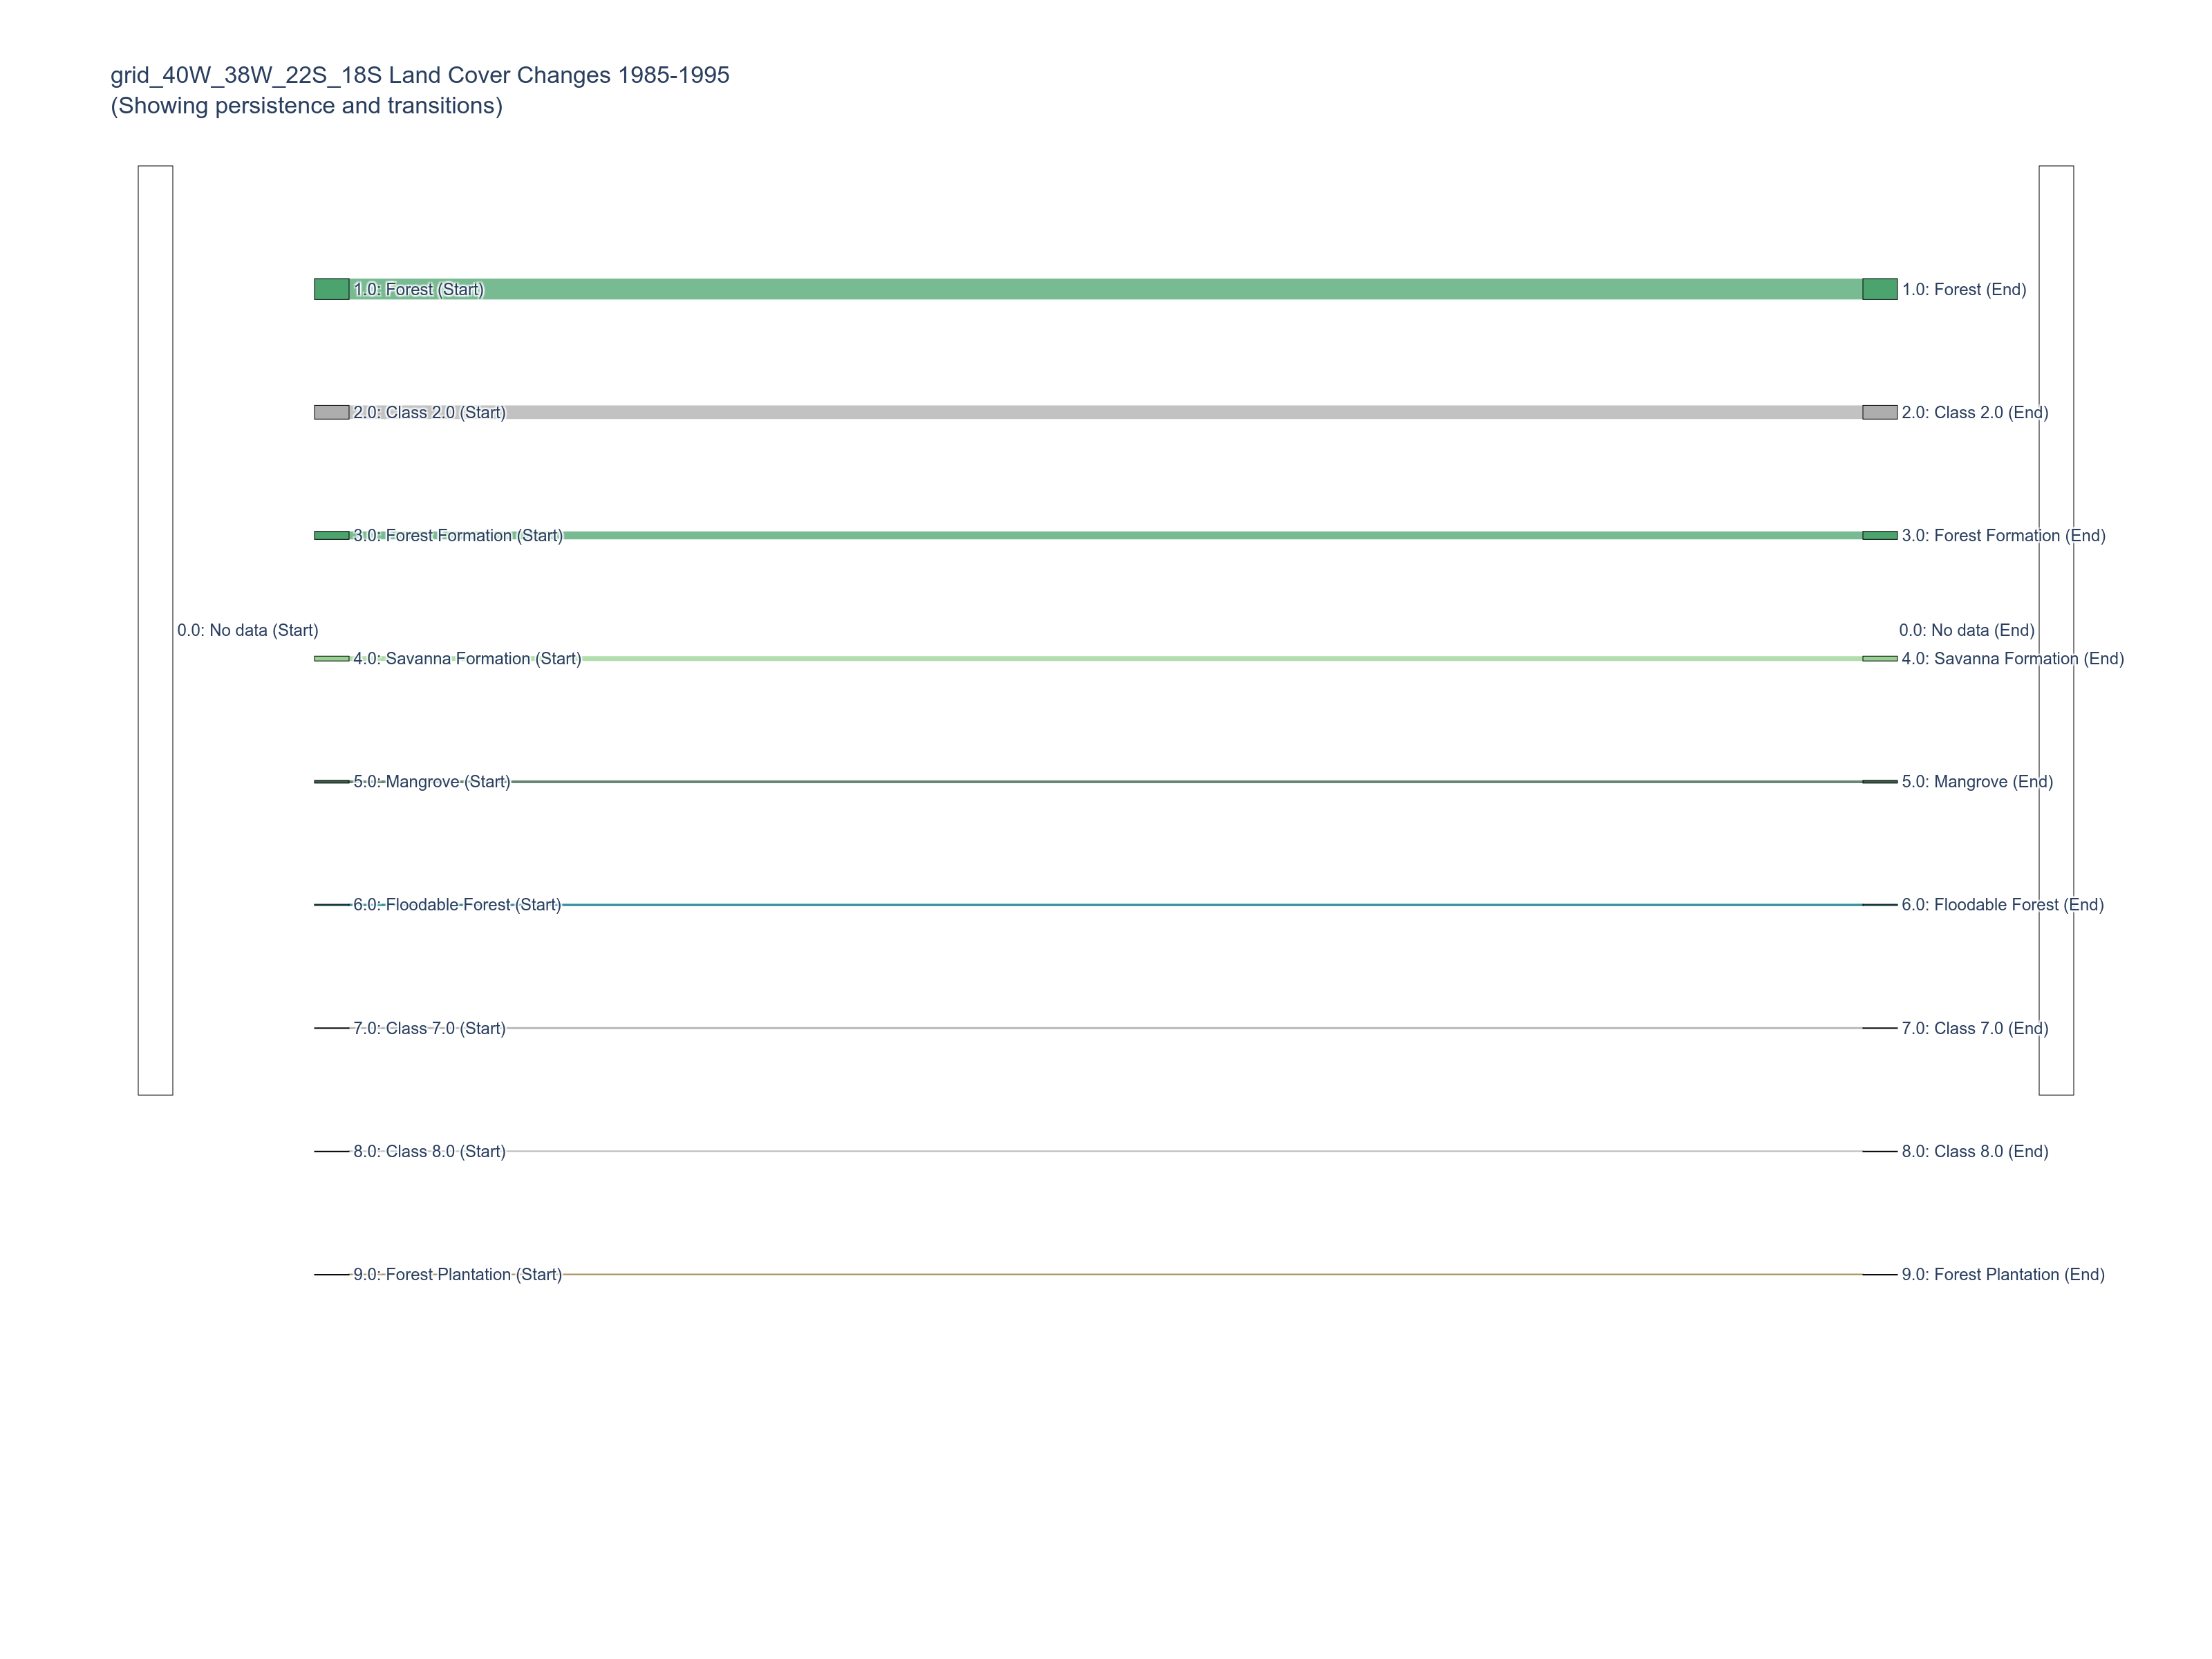 grid_40W_38W_22S_18S Land Cover Changes 1985-1995
(Showing persistence and transitions)
1.0: Forest (Start)
1.0: Forest (End)
2.0: Class 2.0 (Start)
2.0: Class 2.0 (End)
3.0: Forest Formation (Start)
3.0: Forest Formation (End)
0.0: No data (Start)
0.0: No data (End)
4.0: Savanna Formation (Start)
4.0: Savanna Formation (End)
5.0: Mangrove (Start)
5.0: Mangrove (End)
6.0: Floodable Forest (Start)
6.0: Floodable Forest (End)
7.0: Class 7.0 (Start)
7.0: Class 7.0 (End)
8.0: Class 8.0 (Start)
8.0: Class 8.0 (End)
9.0: Forest Plantation (Start)
9.0: Forest Plantation (End)